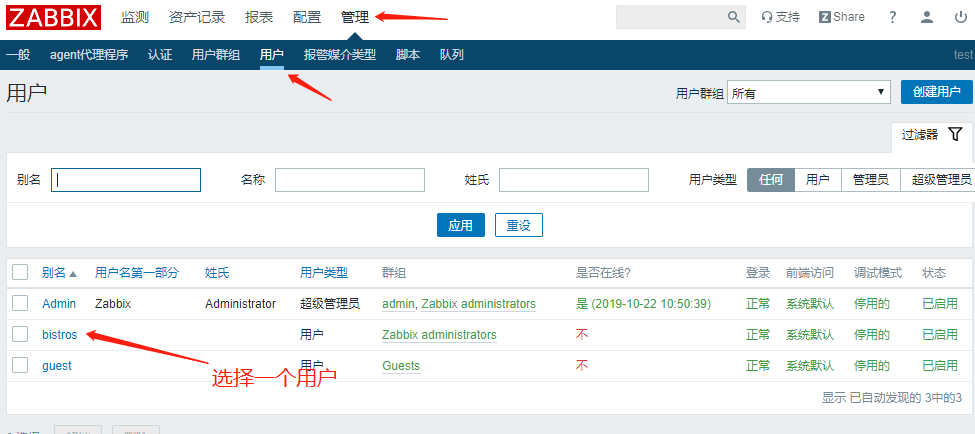 ZABBIX 监测 资产记录 报表 配置 管理 支持 Z Share ?
一般 agent代理程序 认证 用户群组 用户 报警媒介类型 脚本 队列 test
用户 用户群组 所有 创建用户
过滤器
别名 名称 姓氏 用户类型 任何 用户 管理员 超级管理员
应用 重设
别名 用户名第一部分 姓氏 用户类型 群组 是否在线? 登录 前端访问 调试模式 状态
Admin Zabbix Administrator 超级管理员 admin, Zabbix administrators 是 (2019-10-22 10:50:39) 正常 系统默认 停用的 已启用
bistros 用户 Zabbix administrators 不 正常 系统默认 停用的 已启用
guest 用户 Guests 不 正常 系统默认 停用的 已启用
选择一个用户
显示 已自动发现的 3中的3